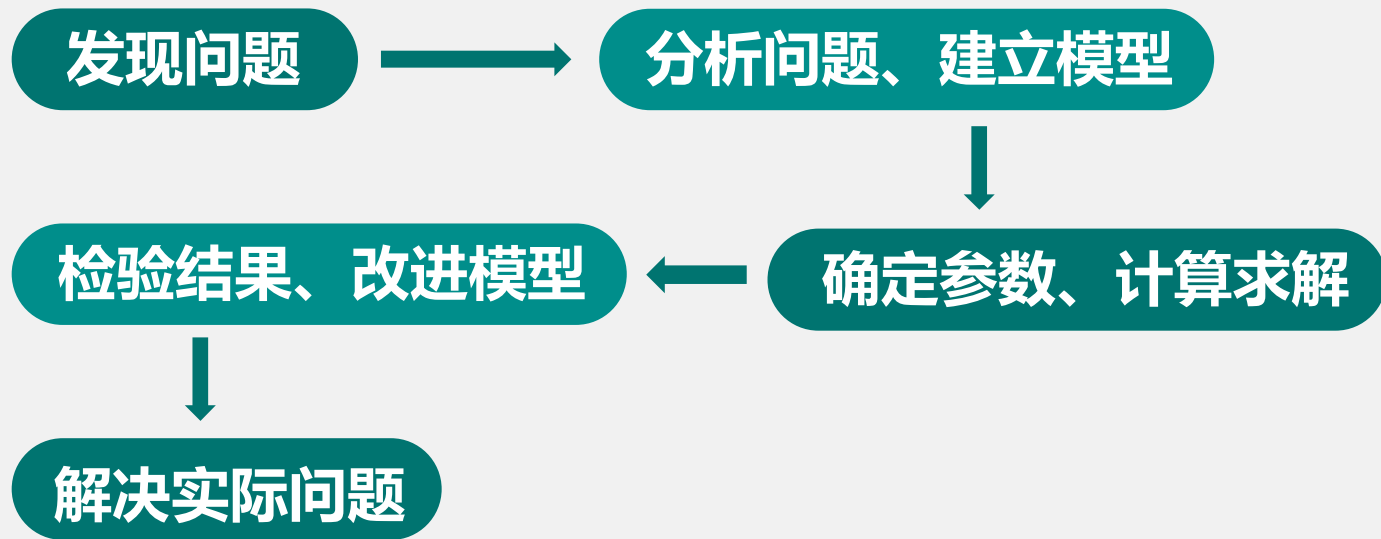 发现问题
分析问题、建立模型
确定参数、计算求解
检验结果、改进模型
解决实际问题